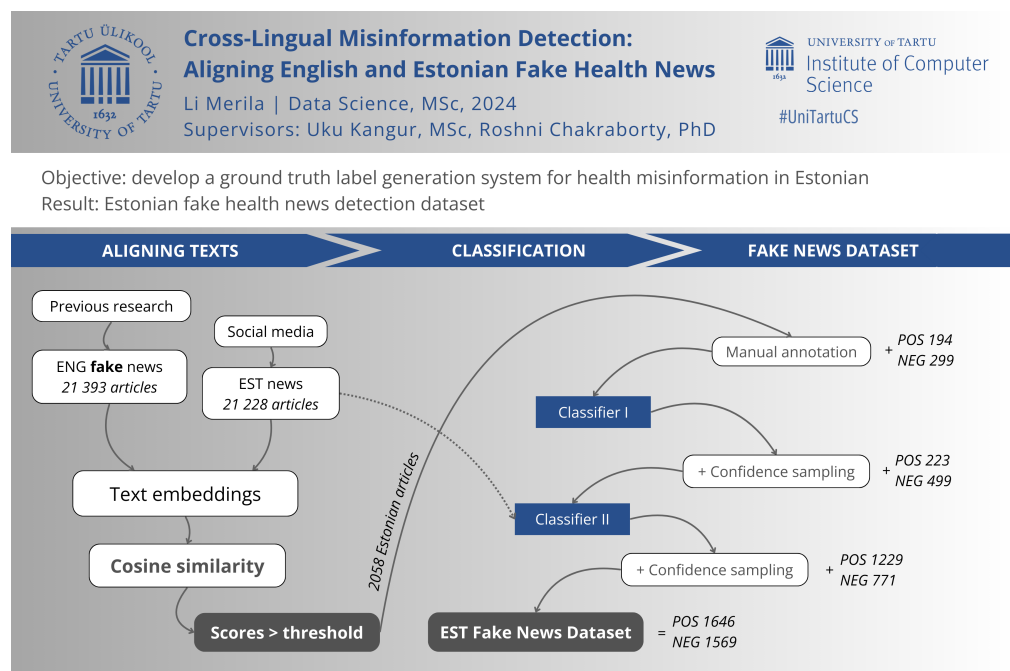 TARTU ÜLIKOOL
UNIVERSITY OF TARTU
1632
Cross-Lingual Misinformation Detection:
Aligning English and Estonian Fake Health News
Li Merila | Data Science, MSc, 2024
Supervisors: Uku Kangur, MSc, Roshni Chakraborty, PhD
1632
UNIVERSITY OF TARTU
Institute of Computer
Science
#UniTartuCS
Objective: develop a ground truth label generation system for health misinformation in Estonian
Result: Estonian fake health news detection dataset
ALIGNING TEXTS
CLASSIFICATION
FAKE NEWS DATASET
Previous research
Social media
ENG fake news
21 393 articles
EST news
21 228 articles
Text embeddings
Cosine similarity
Scores > threshold
2058 Estonian articles
Manual annotation
+ POS 194
NEG 299
Classifier I
+ Confidence sampling
+ POS 223
NEG 499
Classifier II
+ Confidence sampling
+ POS 1229
NEG 771
EST Fake News Dataset
= POS 1646
NEG 1569